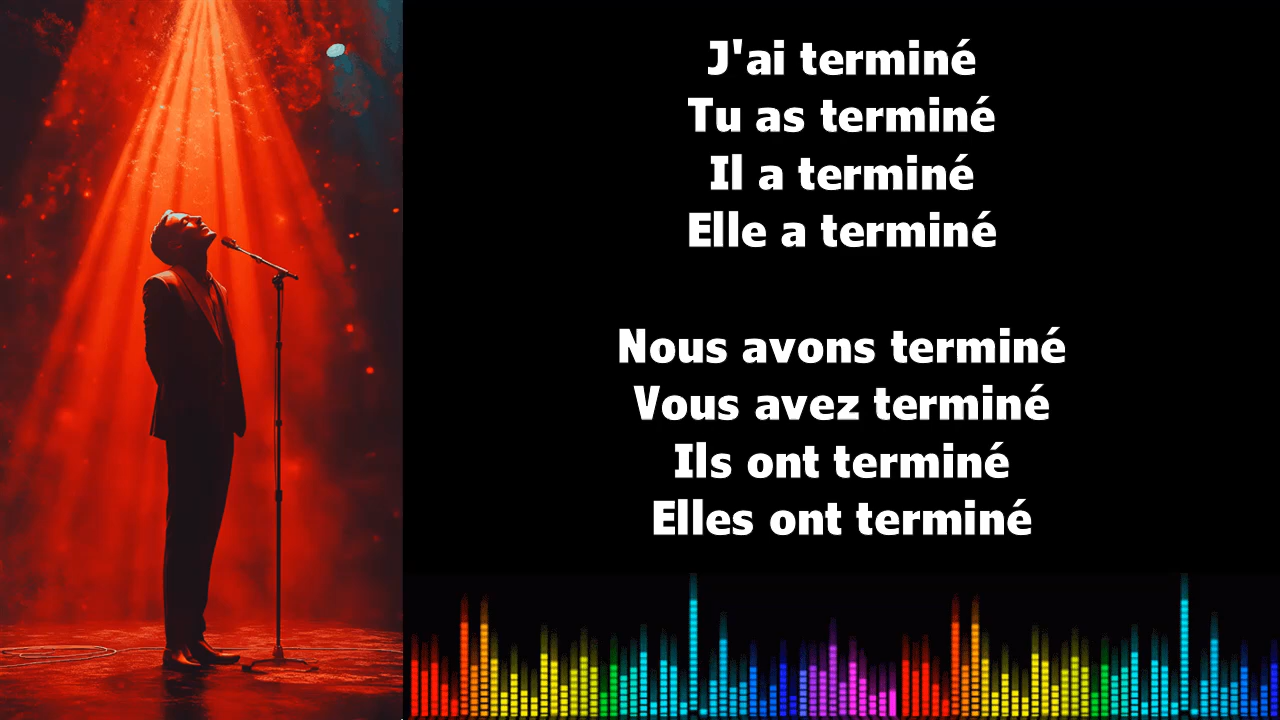 J'ai terminé
Tu as terminé
Il a terminé
Elle a terminé
Nous avons terminé
Vous avez terminé
Ils ont terminé
Elles ont terminé